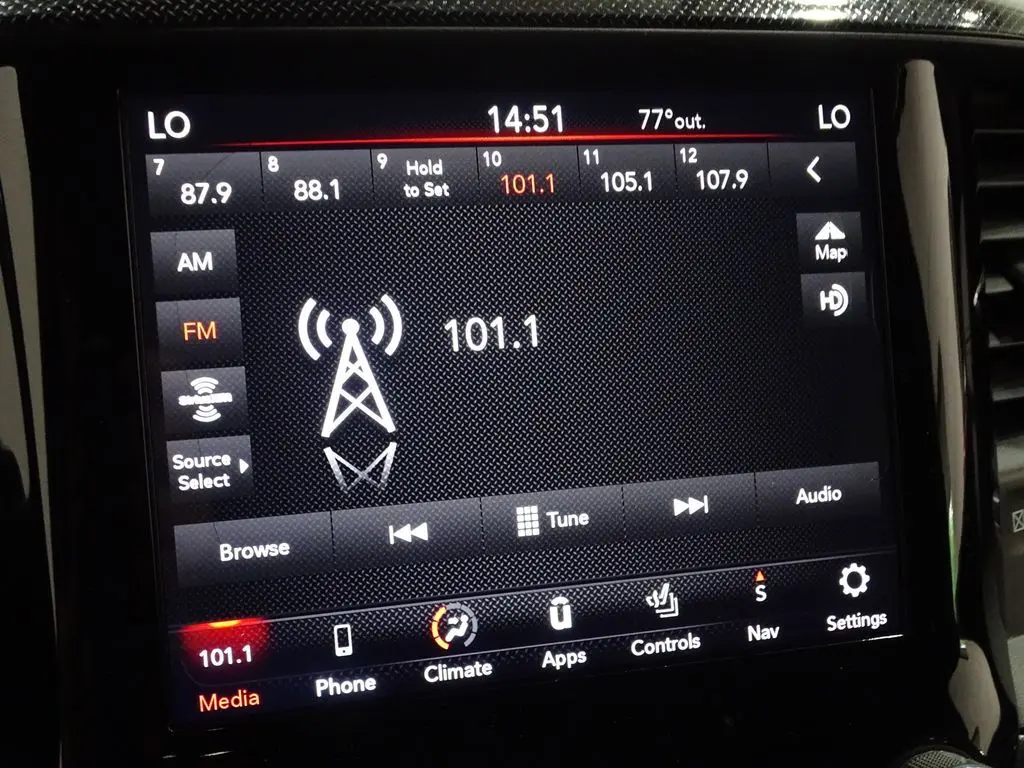 LO 14:51 77°out. LO
7 8 9 Hold 10 11 12
87.9 88.1 to Set 101.1 105.1 107.9
AM
Map
FM
HD
101.1
SiriusXM
Source
Select
Browse Tune Audio
101.1 S
Media Phone Climate Apps Controls Nav Settings